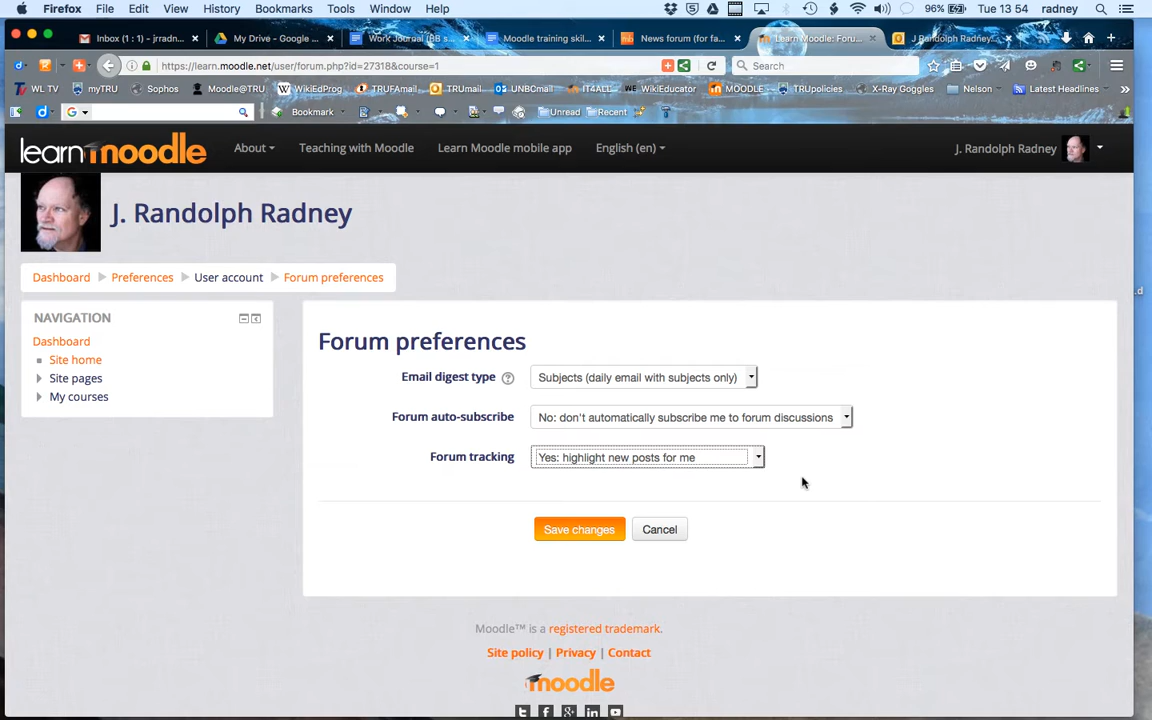 Firefox File Edit View History Bookmarks Tools Window Help 96% Tue 13 54 radney
Inbox (1 : 1) - jrradn... My Drive - Google ... Work Journal (BB s... Moodle training skil... News forum (for fa... Learn Moodle: Foru... J Randolph Radney...
https://learn.moodle.net/user/forum.php?id=27318&course=1 Search
WL TV myTRU Sophos Moodle@TRU WikiEdProg TRUFAmail TRUmail UNBCmail IT4ALL WikiEducator MOODLE TRUpolicies X-Ray Goggles Nelson Latest Headlines
Bookmark Unread Recent
learn moodle About Teaching with Moodle Learn Moodle mobile app English (en) J. Randolph Radney
J. Randolph Radney
Dashboard Preferences User account Forum preferences
NAVIGATION
Dashboard
Site home
Site pages
My courses
Forum preferences
Email digest type Subjects (daily email with subjects only)
Forum auto-subscribe No: don't automatically subscribe me to forum discussions
Forum tracking Yes: highlight new posts for me
Save changes Cancel
Moodle™ is a registered trademark.
Site policy | Privacy | Contact
moodle